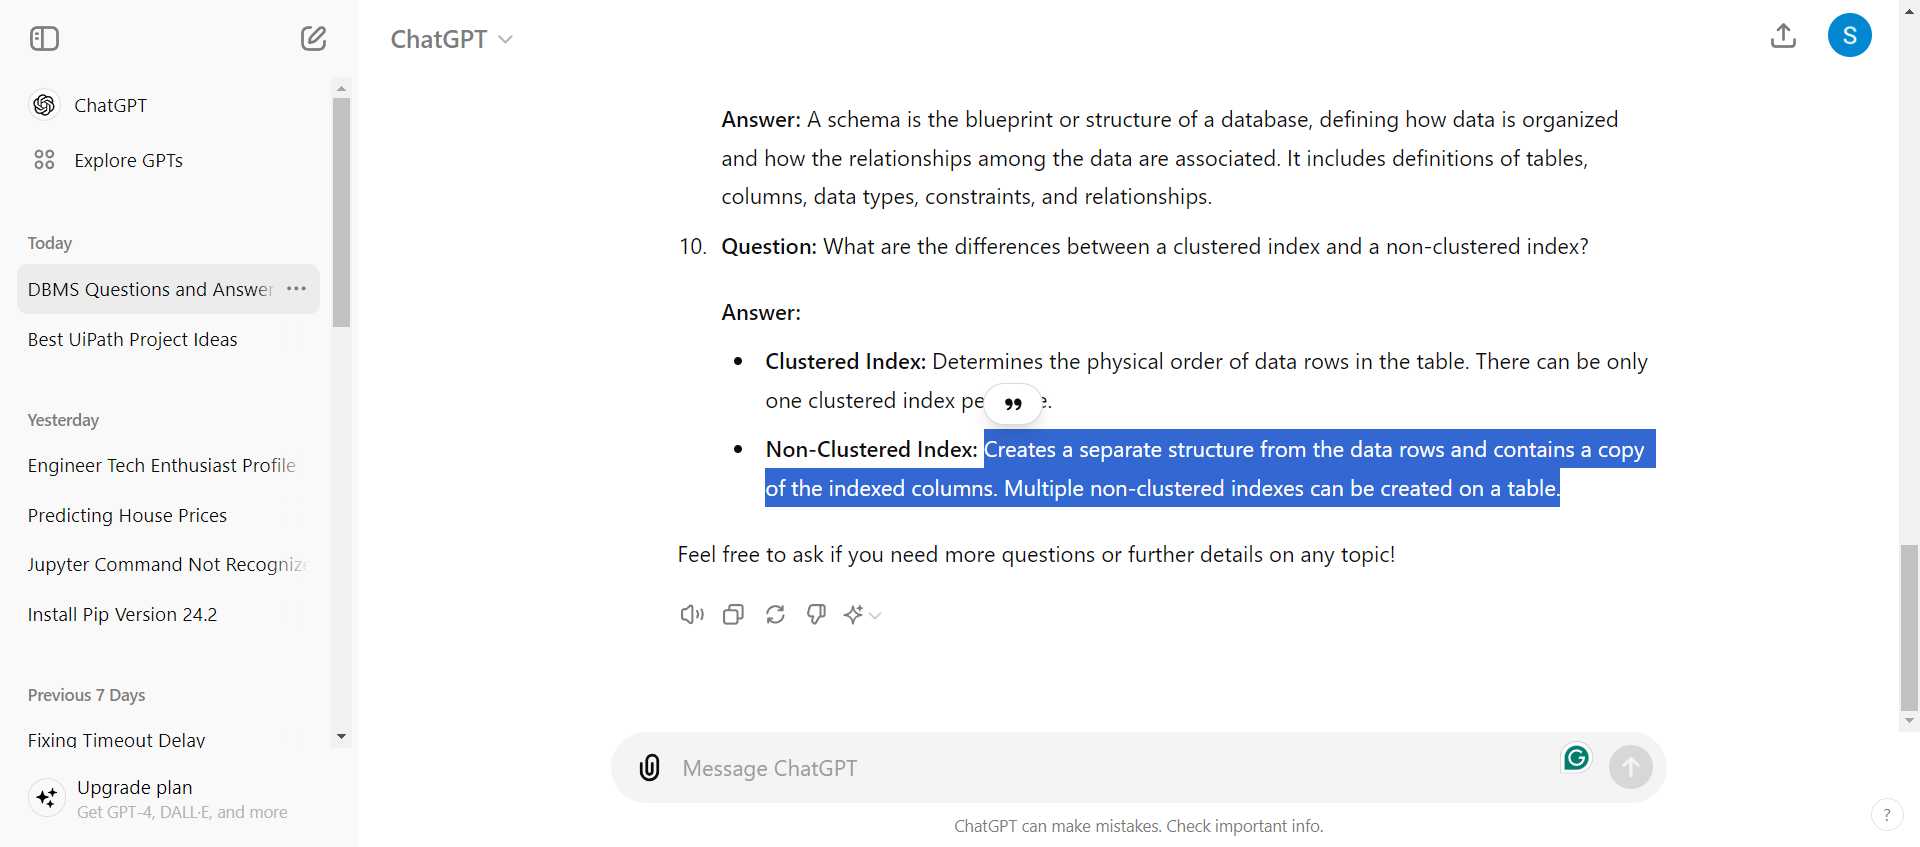 ChatGPT
Explore GPTs
Today
DBMS Questions and Answer
Best UiPath Project Ideas
Yesterday
Engineer Tech Enthusiast Profile
Predicting House Prices
Jupyter Command Not Recogniz
Install Pip Version 24.2
Previous 7 Days
Fixing Timeout Delay
Upgrade plan
Get GPT-4, DALL·E, and more
ChatGPT
S
Answer: A schema is the blueprint or structure of a database, defining how data is organized
and how the relationships among the data are associated. It includes definitions of tables,
columns, data types, constraints, and relationships.
10. Question: What are the differences between a clustered index and a non-clustered index?
Answer:
• Clustered Index: Determines the physical order of data rows in the table. There can be only
one clustered index pe e.
• Non-Clustered Index: Creates a separate structure from the data rows and contains a copy
of the indexed columns. Multiple non-clustered indexes can be created on a table.
Feel free to ask if you need more questions or further details on any topic!
Message ChatGPT
ChatGPT can make mistakes. Check important info.
?